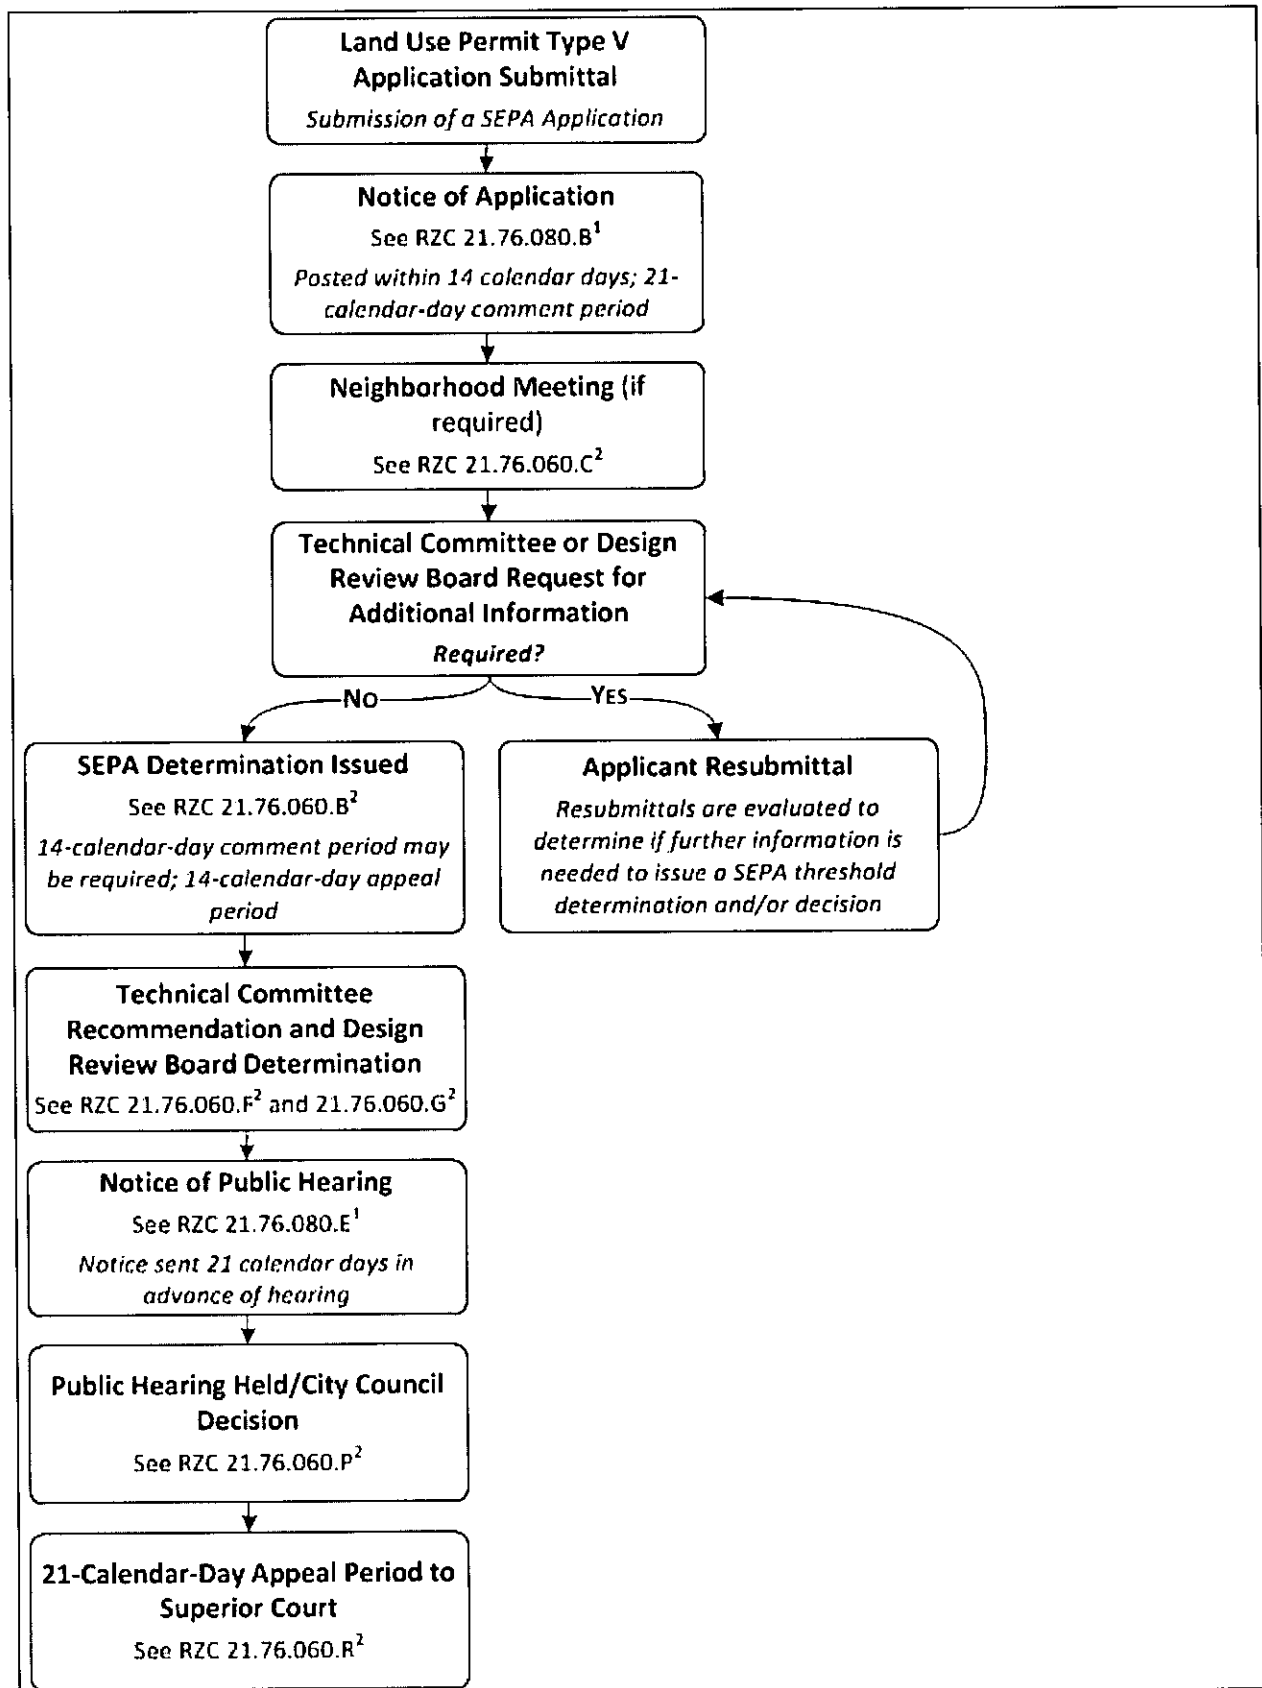 Land Use Permit Type V
Application Submittal
Submission of a SEPA Application
Notice of Application
See RZC 21.76.080.B¹
Posted within 14 calendar days; 21-
calendar-day comment period
Neighborhood Meeting (if
required)
See RZC 21.76.060.C²
Technical Committee or Design
Review Board Request for
Additional Information
Required?
No
YES
SEPA Determination Issued
See RZC 21.76.060.B²
14-calendar-day comment period may
be required; 14-calendar-day appeal
period
Applicant Resubmittal
Resubmittals are evaluated to
determine if further information is
needed to issue a SEPA threshold
determination and/or decision
Technical Committee
Recommendation and Design
Review Board Determination
See RZC 21.76.060.F² and 21.76.060.G²
Notice of Public Hearing
See RZC 21.76.080.E¹
Notice sent 21 calendar days in
advance of hearing
Public Hearing Held/City Council
Decision
See RZC 21.76.060.P²
21-Calendar-Day Appeal Period to
Superior Court
See RZC 21.76.060.R²